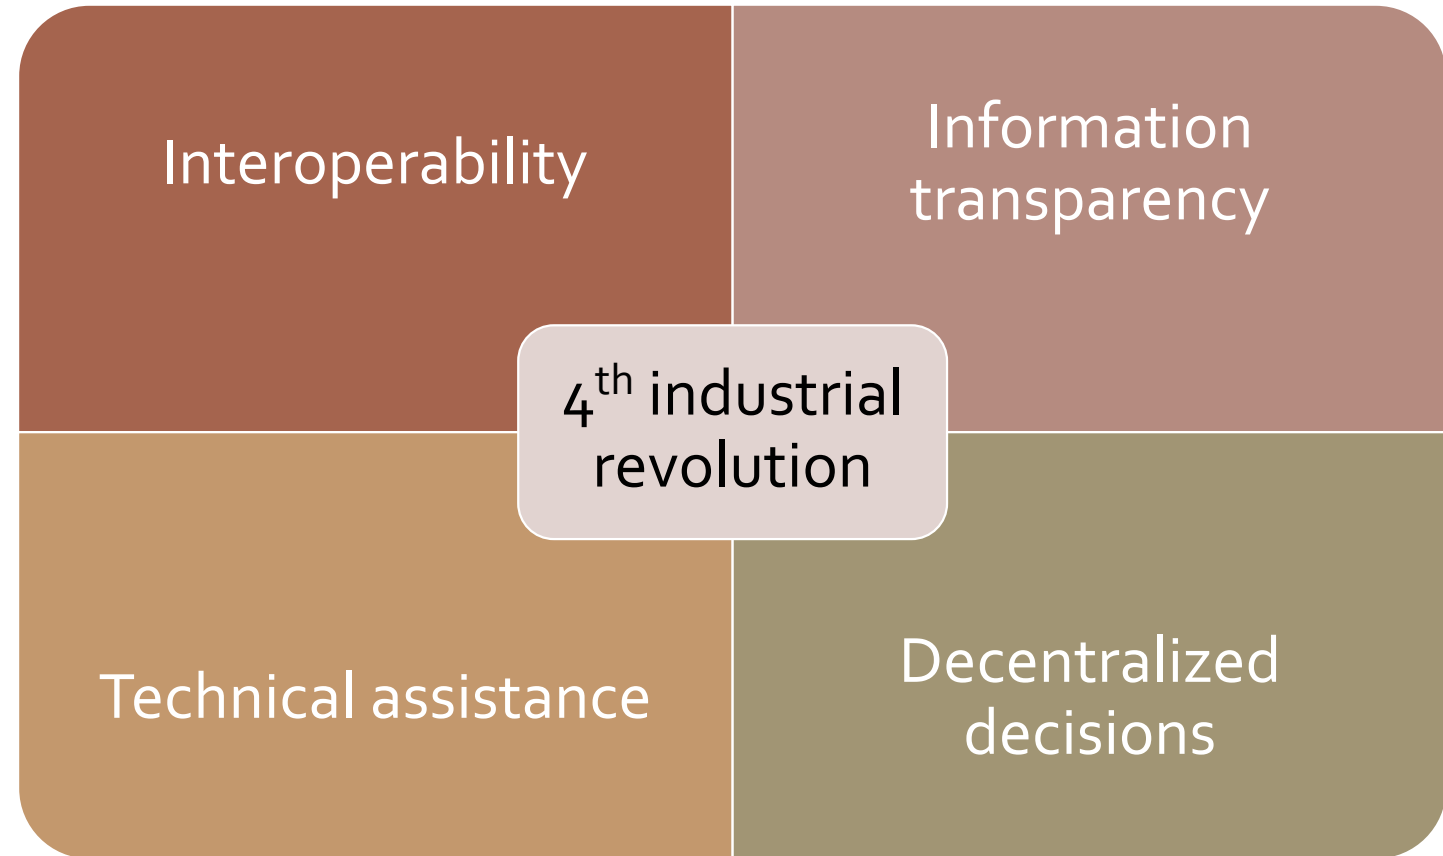 Interoperability
Information
transparency
4th industrial
revolution
Technical assistance
Decentralized
decisions